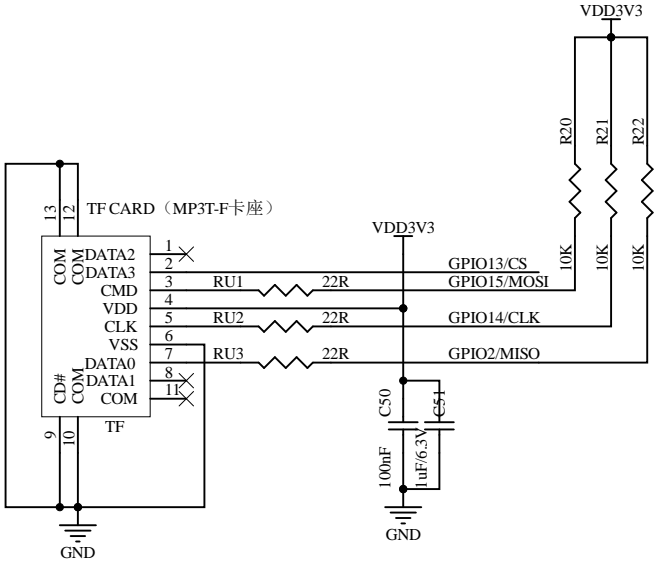 VDD3V3
R20
R21
R22
10K
10K
10K
TF CARD（MP3T-F卡座）
13
12
COM
COM
DATA2
1
DATA3
2
CMD
3
VDD
4
CLK
5
VSS
6
DATA0
7
DATA1
8
COM
11
CD#
COM
9
10
TF
GND
RU1
22R
RU2
22R
RU3
22R
VDD3V3
GPIO13/CS
GPIO15/MOSI
GPIO14/CLK
GPIO2/MISO
C50
100nF
C51
1uF/6.3V
GND